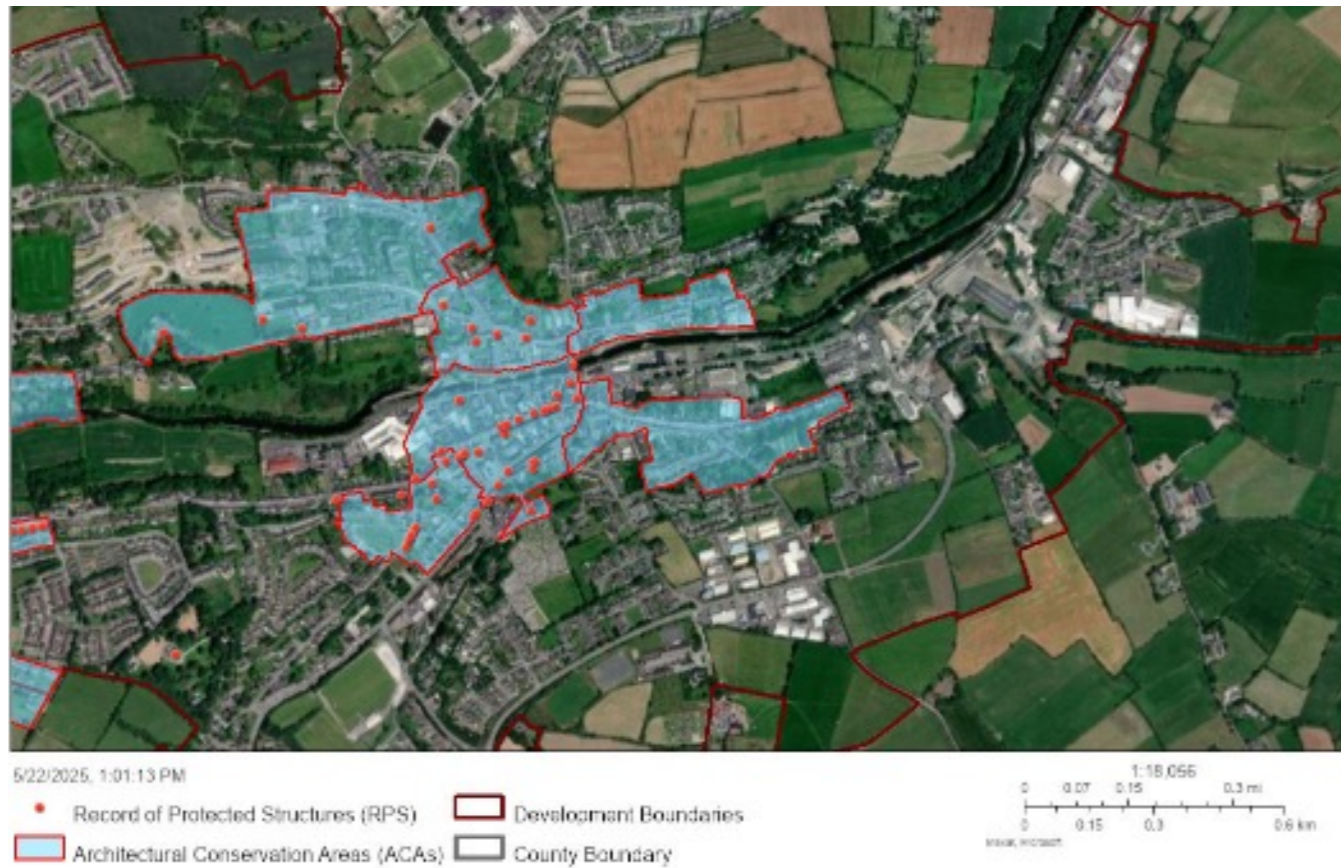 5/22/2025, 1:01:13 PM
Record of Protected Structures (RPS)
Architectural Conservation Areas (ACAs)
Development Boundaries
County Boundary
1:18,056
0 0.07 0.15 0.3 mi
0 0.15 0.3 0.6 km
Maxar, Microsoft